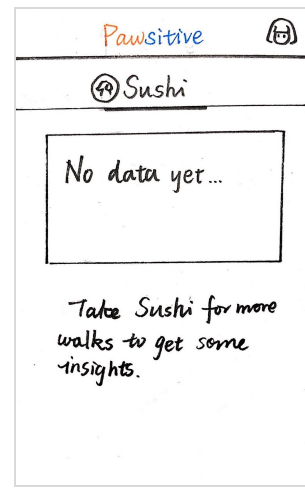 Pawsitive
Sushi
No data yet...
Take Sushi for more
walks to get some
insights.